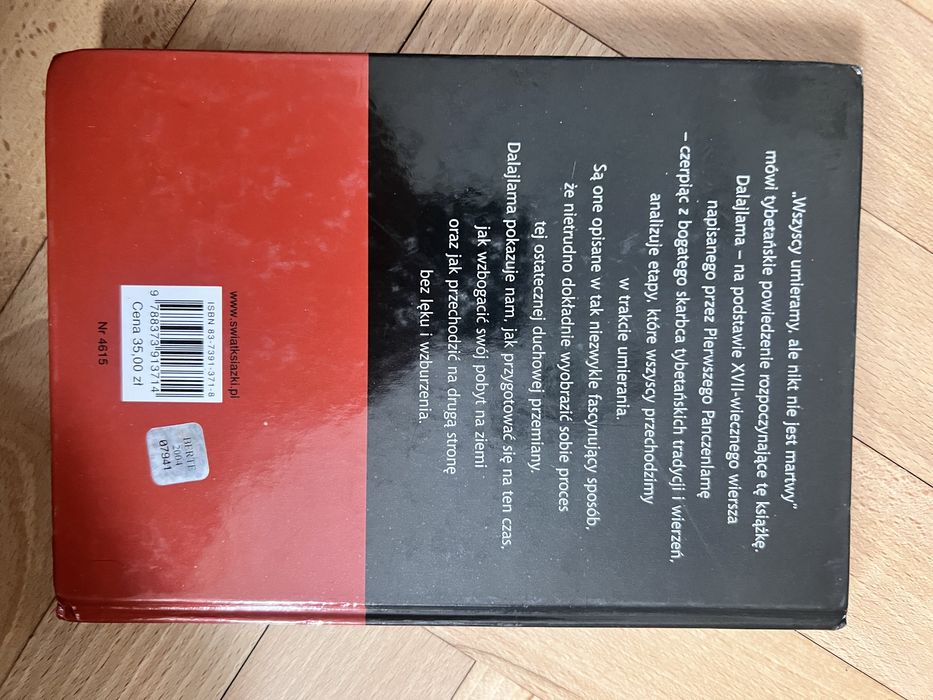 „Wszyscy umieramy, ale nikt nie jest martwy”
mówi tybetańskie powiedzenie rozpoczynające tę książkę.
Dalajlama – na podstawie XVII-wiecznego wiersza
napisanego przez Pierwszego Panczenlamę
– czerpiąc z bogatego skarbca tybetańskich tradycji i wierzeń,
analizuje etapy, które wszyscy przechodzimy
w trakcie umierania.
Są one opisane w tak niezwykle fascynujący sposób,
że nietrudno dokładnie wyobrazić sobie proces
tej ostatecznej duchowej przemiany.
Dalajlama pokazuje nam, jak przygotować się na ten czas,
jak wzbogacić swój pobyt na ziemi
oraz jak przechodzić na drugą stronę
bez lęku i wzburzenia.
www.swiatksiazki.pl
ISBN 83-7391-371-8
9 788373 913714
Cena 35,00 zł
Nr 4615
BERTE
2004
07941